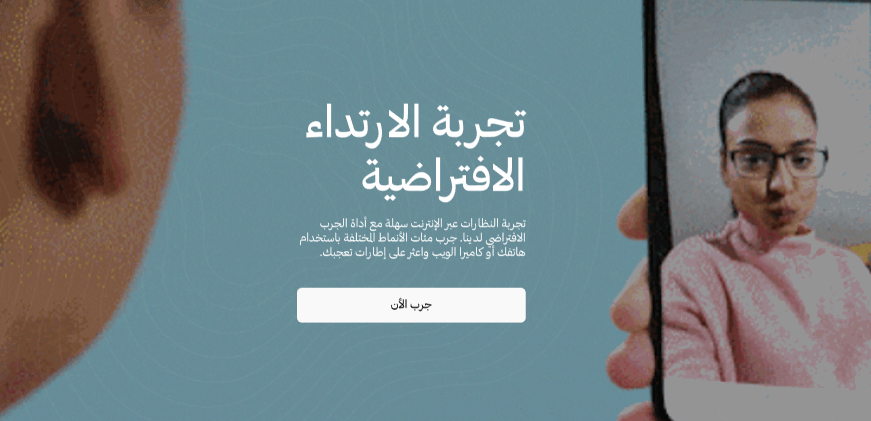 تجربة الارتداء
الافتراضية
تجربة النظارات عبر الإنترنت سهلة مع أداة الجرب
الافتراضي لدينا. جرب مئات الأنماط المختلفة باستخدام
هاتفك أو كاميرا الويب واعثر على إطارات تعجبك.
جرب الأن